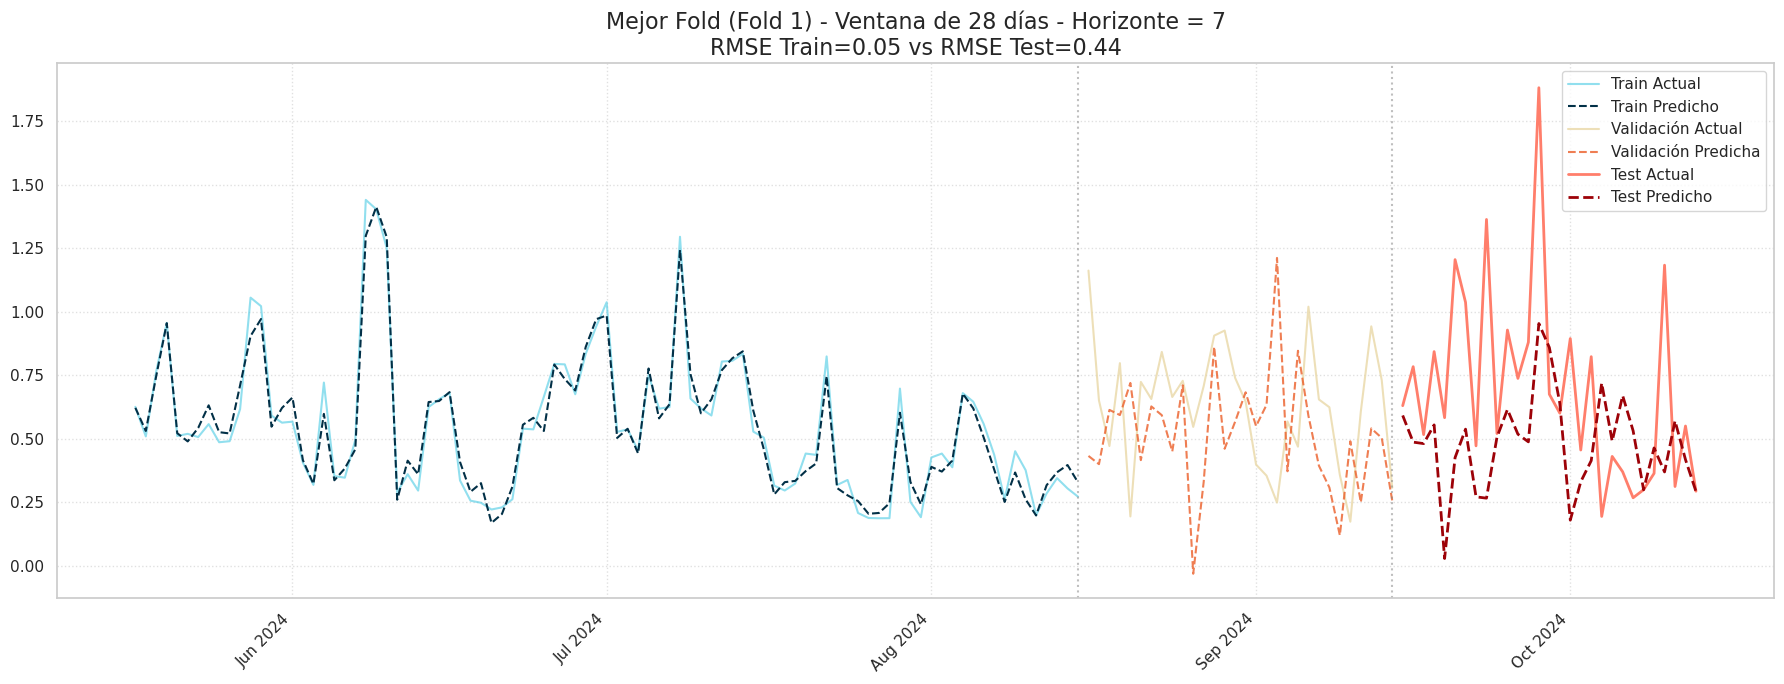 Mejor Fold (Fold 1) - Ventana de 28 días - Horizonte = 7
RMSE Train=0.05 vs RMSE Test=0.44
Train Actual
Train Predicho
Validación Actual
Validación Predicha
Test Actual
Test Predicho
1.75
1.50
1.25
1.00
0.75
0.50
0.25
0.00
Jun 2024
Jul 2024
Aug 2024
Sep 2024
Oct 2024